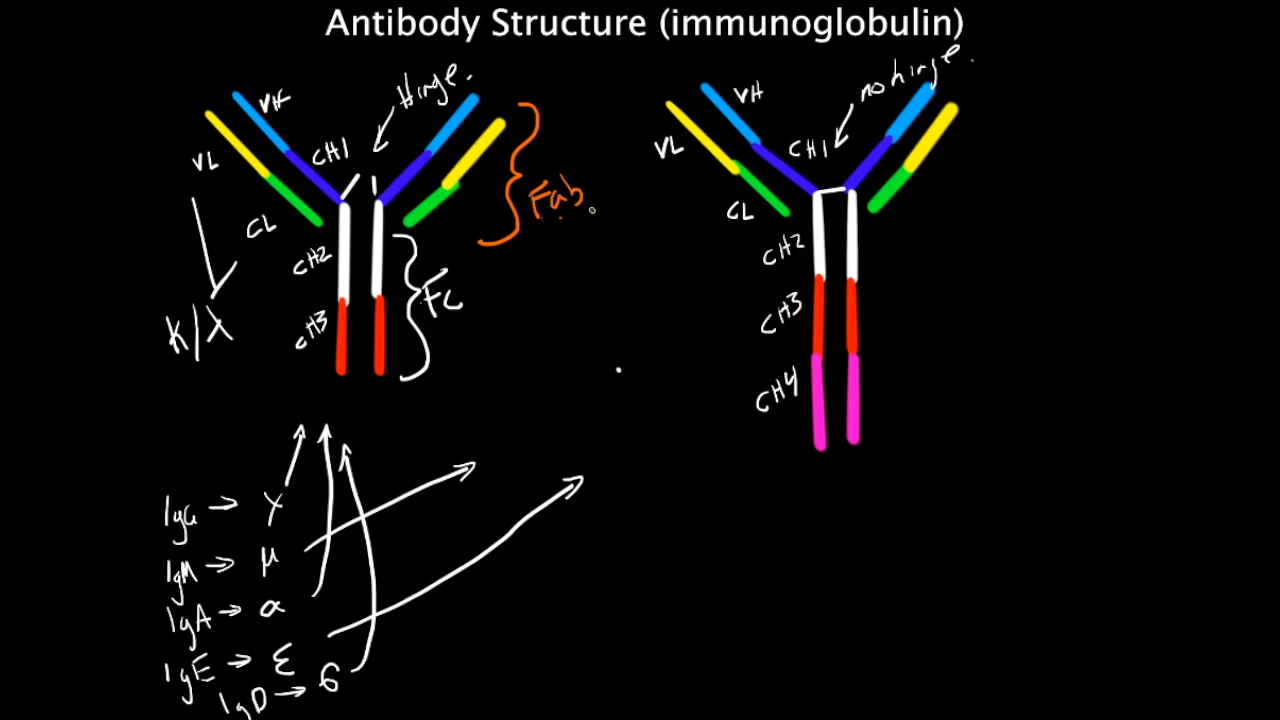 Antibody Structure (immunoglobulin)
VH
Hinge.
VL
CH1
CL
CH2
CH3
K/λ
Fab
Fc
no hinge.
VH
VL
CH1
CL
CH2
CH3
CH4
IgG → γ
IgM → μ
IgA → α
IgE → ε
IgD → δ